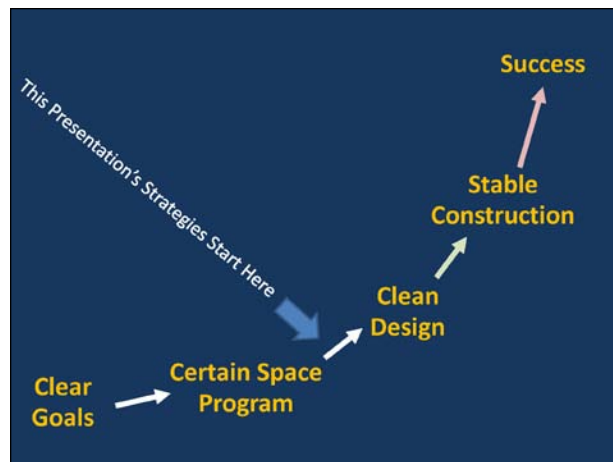 Success
This Presentation's Strategies Start Here
Stable
Construction
Clean
Design
Certain Space
Program
Clear
Goals